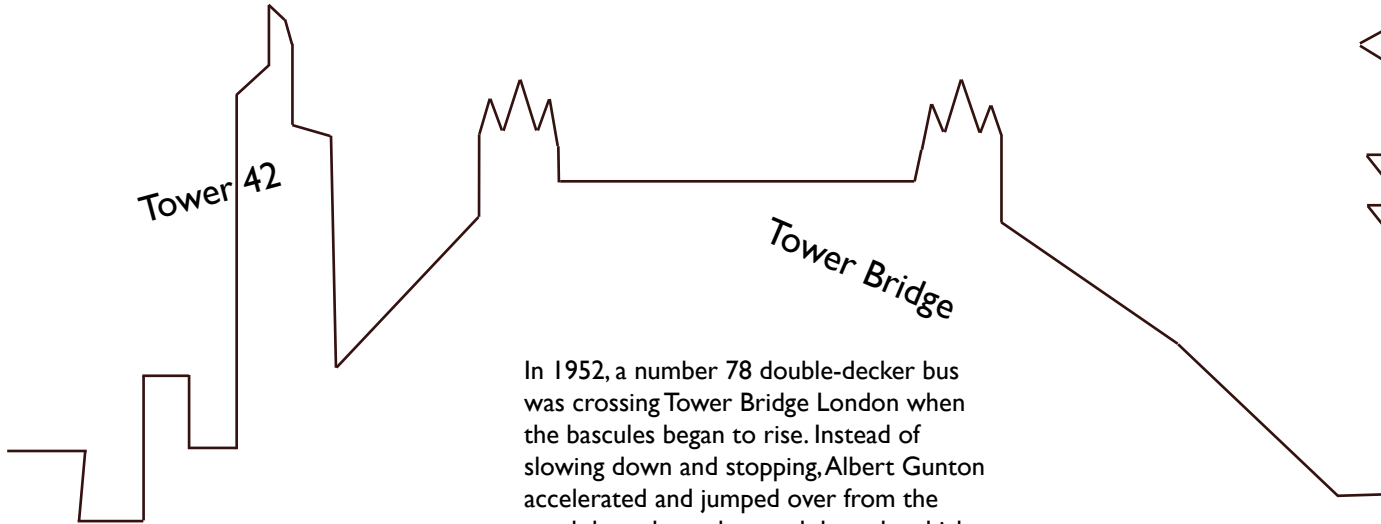 Tower 42
Tower Bridge
In 1952, a number 78 double-decker bus
was crossing Tower Bridge London when
the bascules began to rise. Instead of
slowing down and stopping, Albert Gunton
accelerated and jumped over from the